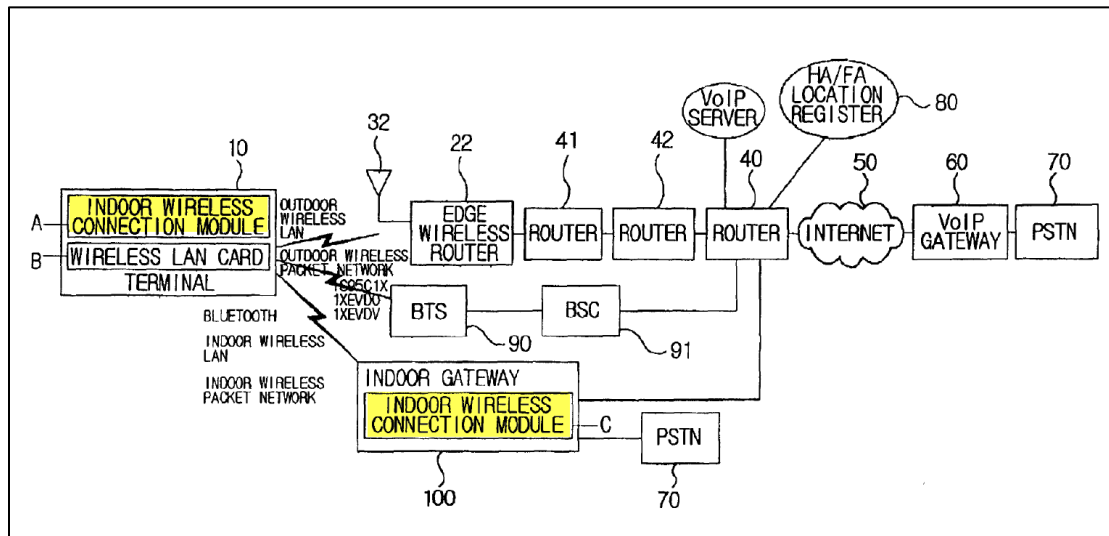 HA/FA
LOCATION
REGISTER
80
VoIP
SERVER
32
10
22
41
42
40
50
60
70
A
INDOOR WIRELESS
CONNECTION MODULE
B
WIRELESS LAN CARD
TERMINAL
OUTDOOR
WIRELESS
LAN
OUTDOOR WIRELESS
PACKET NETWORK
IS95C1X
1XEVDO
1XEVDV
EDGE
WIRELESS
ROUTER
ROUTER
ROUTER
ROUTER
INTERNET
VoIP
GATEWAY
PSTN
BTS
90
BSC
91
BLUETOOTH
INDOOR WIRELESS
LAN
INDOOR WIRELESS
PACKET NETWORK
INDOOR GATEWAY
INDOOR WIRELESS
CONNECTION MODULE
C
100
PSTN
70